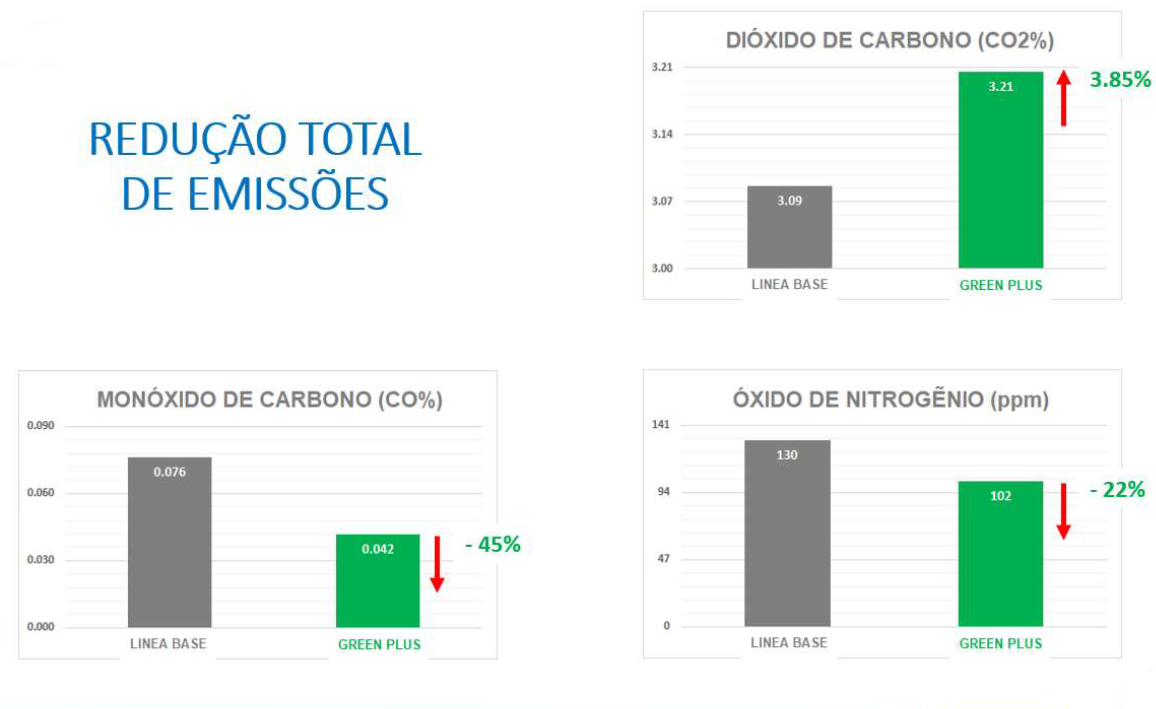 REDUÇÃO TOTAL
DE EMISSÕES
DIÓXIDO DE CARBONO (CO2%)
3.21
3.14
3.07
3.00
3.09
3.21
3.85%
LINEA BASE
GREEN PLUS
MONÓXIDO DE CARBONO (CO%)
0.090
0.060
0.030
0.000
0.076
0.042
- 45%
LINEA BASE
GREEN PLUS
ÓXIDO DE NITROGẼNIO (ppm)
141
94
47
0
130
102
- 22%
LINEA BASE
GREEN PLUS